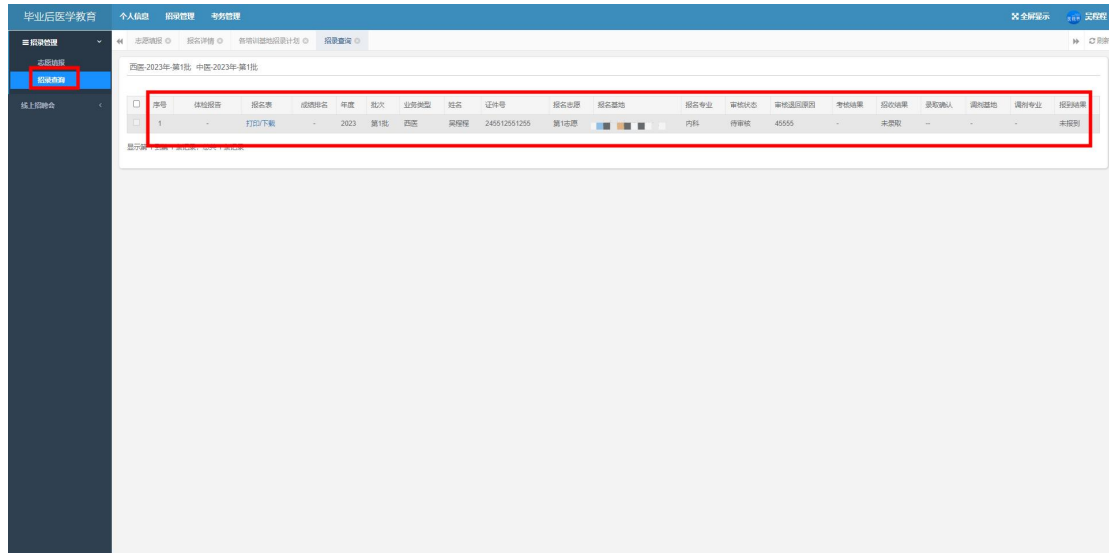 毕业后医学教育 个人信息 招录管理 考务管理 全屏显示 吴程程
招录管理 志愿填报 报名详情 各培训基地招录计划 招录查询
志愿填报
西医-2023年-第1批; 中医-2023年-第1批
招录查询
线上招聘会 序号 体检报告 报名表 成绩排名 年度 批次 业务类型 姓名 证件号 报名志愿 报名基地 报名专业 审核状态 审核退回原因 考核结果 招收结果 录取确认 调剂基地 调剂专业 报到结果
1 - 打印/下载 - 2023 第1批 西医 吴程程 245512551255 第1志愿 内科 待审核 45555 - 未录取 -- - - 未报到